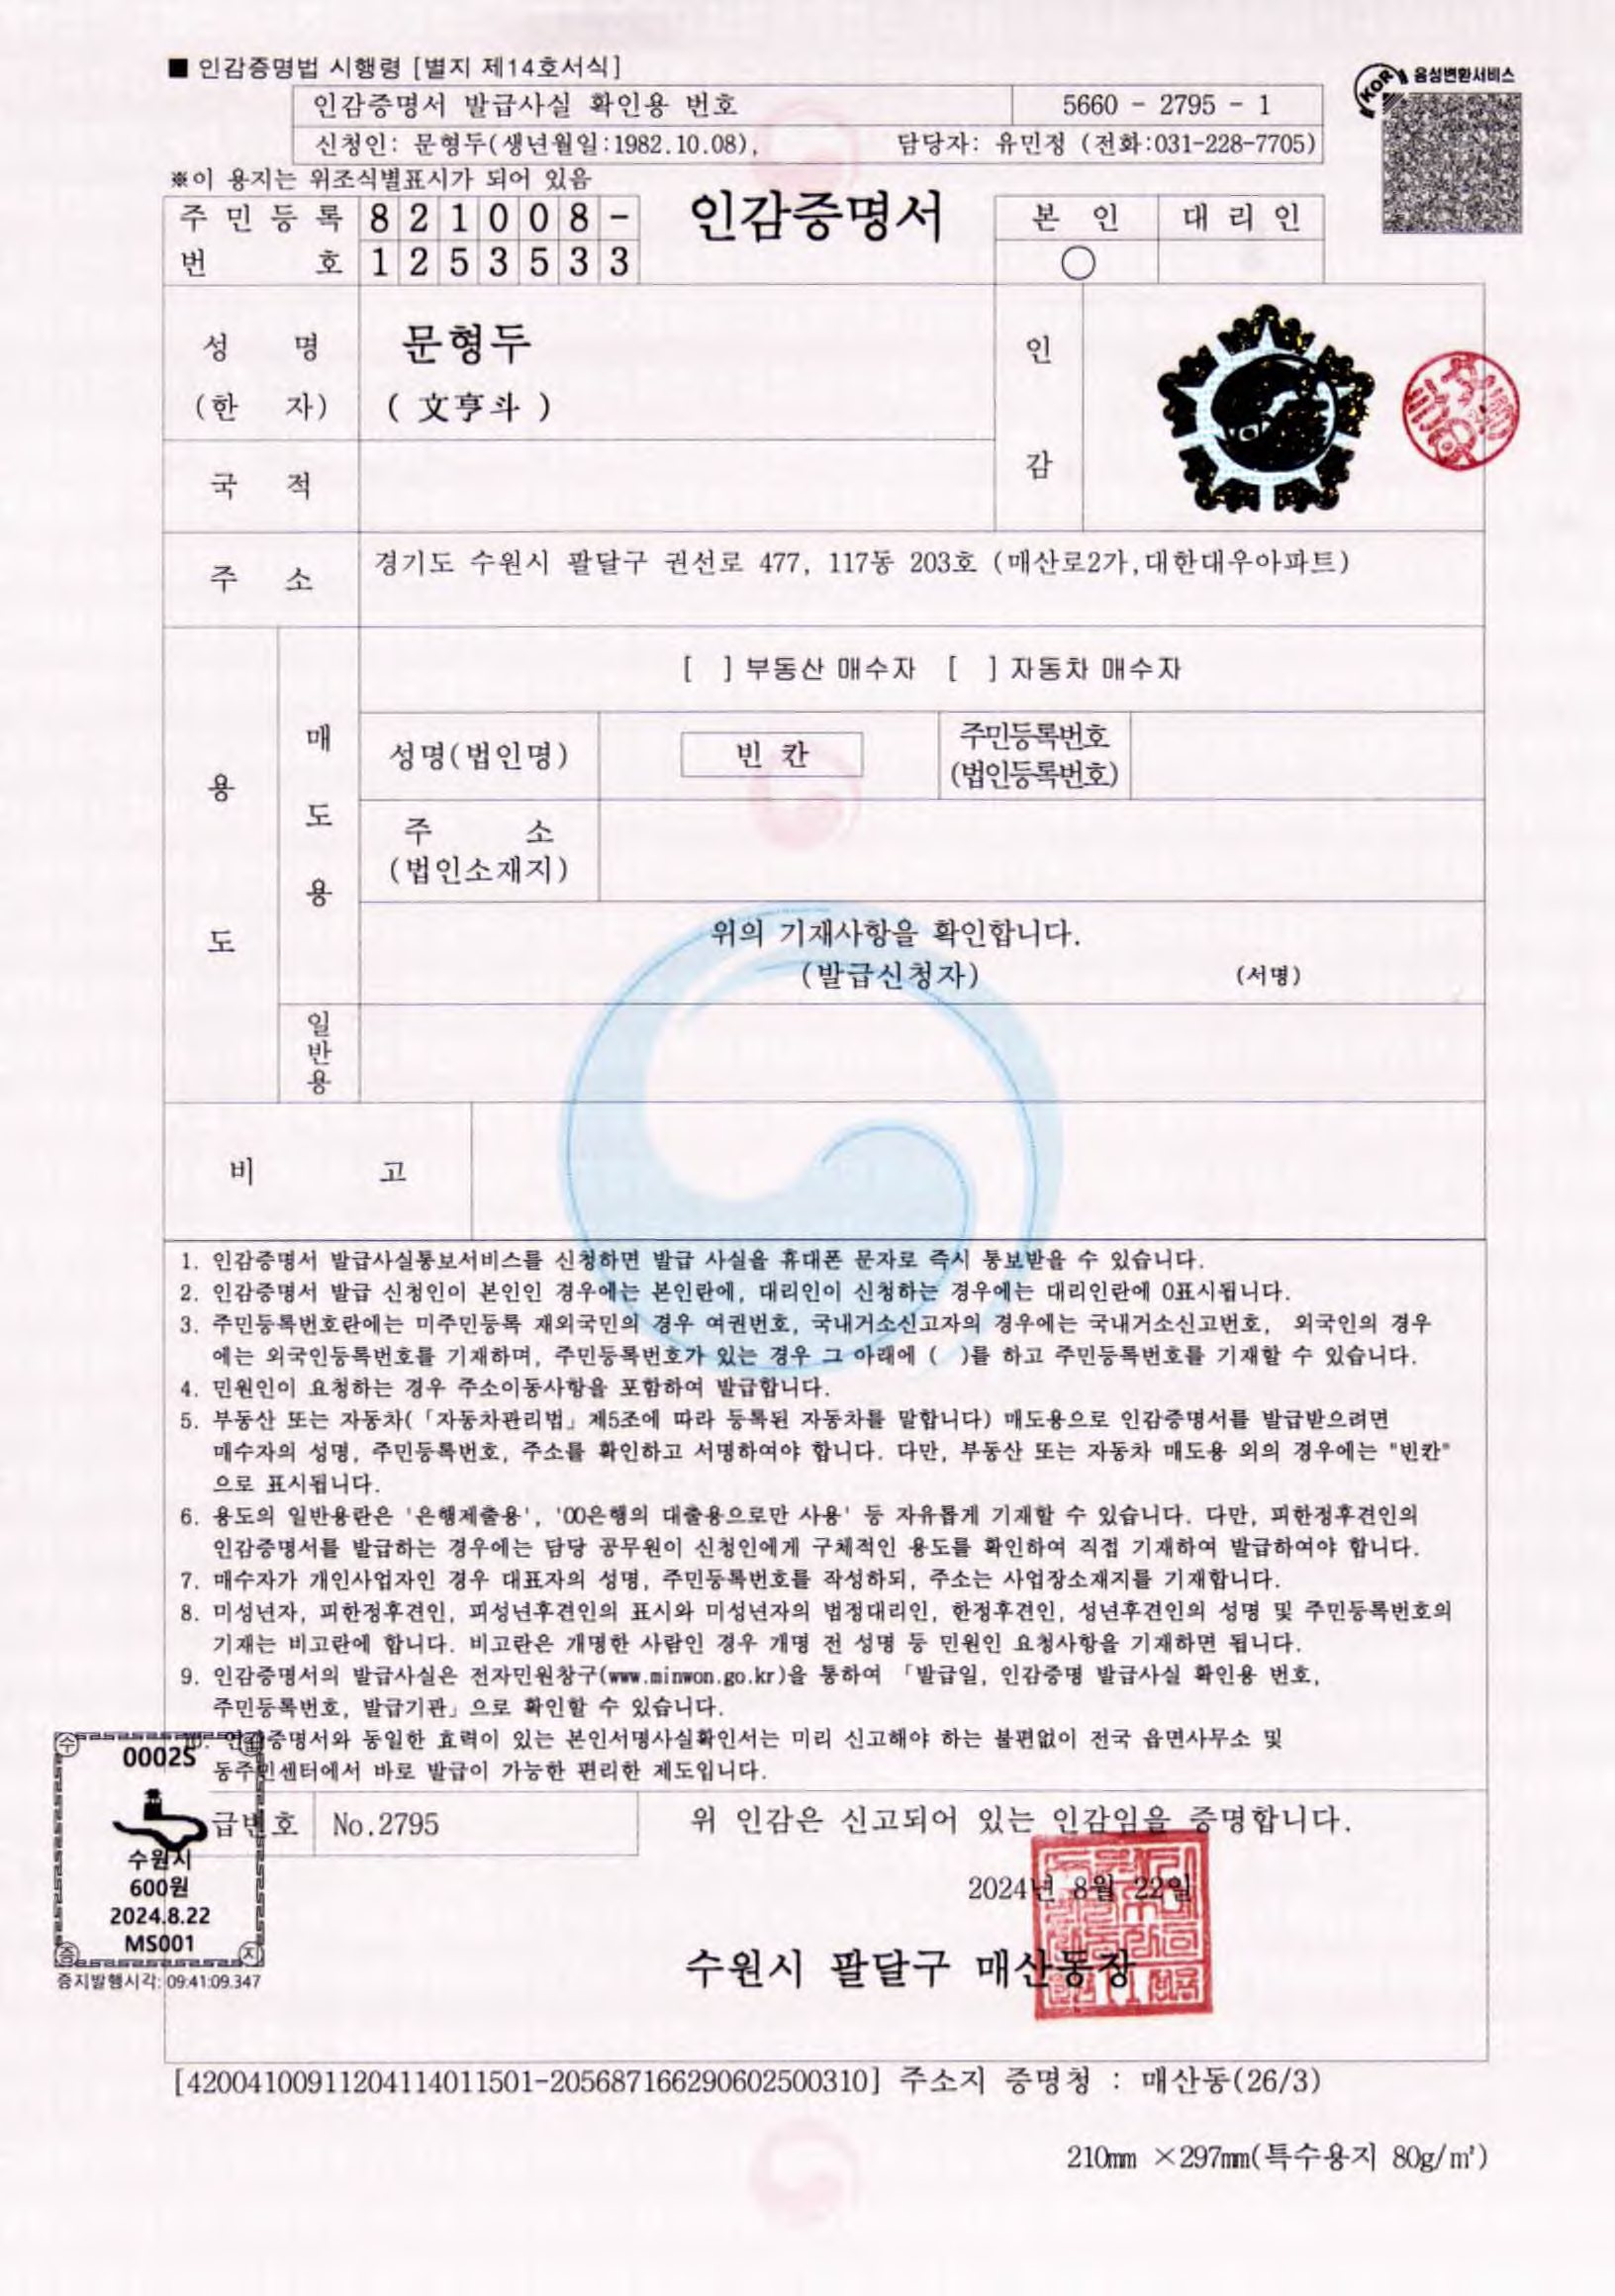 ■ 인감증명법 시행령 [별지 제14호서식]
KOR 음성변환서비스
인감증명서 발급사실 확인용 번호 5660 - 2795 - 1
신청인: 문형두(생년월일:1982.10.08), 담당자: 유민정 (전화:031-228-7705)
※이 용지는 위조식별표시가 되어 있음
주 민 등 록 8 2 1 0 0 8 -
번 호 1 2 5 3 5 3 3
인감증명서
본 인 대 리 인
○
성 명 문형두
(한 자) ( 文亨斗 )
인
감
국 적
주 소 경기도 수원시 팔달구 권선로 477, 117동 203호 (매산로2가,대한대우아파트)
용
도
매
도
용
[ ] 부동산 매수자 [ ] 자동차 매수자
성명(법인명) 빈 칸 주민등록번호
(법인등록번호)
주 소
(법인소재지)
위의 기재사항을 확인합니다.
(발급신청자) (서명)
일
반
용
비 고
1. 인감증명서 발급사실통보서비스를 신청하면 발급 사실을 휴대폰 문자로 즉시 통보받을 수 있습니다.
2. 인감증명서 발급 신청인이 본인인 경우에는 본인란에, 대리인이 신청하는 경우에는 대리인란에 0표시됩니다.
3. 주민등록번호란에는 미주민등록 재외국민의 경우 여권번호, 국내거소신고자의 경우에는 국내거소신고번호, 외국인의 경우
에는 외국인등록번호를 기재하며, 주민등록번호가 있는 경우 그 아래에 ( )를 하고 주민등록번호를 기재할 수 있습니다.
4. 민원인이 요청하는 경우 주소이동사항을 포함하여 발급합니다.
5. 부동산 또는 자동차(「자동차관리법」제5조에 따라 등록된 자동차를 말합니다) 매도용으로 인감증명서를 발급받으려면
매수자의 성명, 주민등록번호, 주소를 확인하고 서명하여야 합니다. 다만, 부동산 또는 자동차 매도용 외의 경우에는 "빈칸"
으로 표시됩니다.
6. 용도의 일반용란은 '은행제출용', '00은행의 대출용으로만 사용' 등 자유롭게 기재할 수 있습니다. 다만, 피한정후견인의
인감증명서를 발급하는 경우에는 담당 공무원이 신청인에게 구체적인 용도를 확인하여 직접 기재하여 발급하여야 합니다.
7. 매수자가 개인사업자인 경우 대표자의 성명, 주민등록번호를 작성하되, 주소는 사업장소재지를 기재합니다.
8. 미성년자, 피한정후견인, 피성년후견인의 표시와 미성년자의 법정대리인, 한정후견인, 성년후견인의 성명 및 주민등록번호의
기재는 비고란에 합니다. 비고란은 개명한 사람인 경우 개명 전 성명 등 민원인 요청사항을 기재하면 됩니다.
9. 인감증명서의 발급사실은 전자민원창구(www.minwon.go.kr)을 통하여 「발급일, 인감증명 발급사실 확인용 번호,
주민등록번호, 발급기관」으로 확인할 수 있습니다.
10. 인감증명서와 동일한 효력이 있는 본인서명사실확인서는 미리 신고해야 하는 불편없이 전국 읍면사무소 및
동주민센터에서 바로 발급이 가능한 편리한 제도입니다.
수
0002S
수원시
600원
2024.8.22
MS001
증 지
증지발행시각: 09:41:09.347
급번호 No.2795
위 인감은 신고되어 있는 인감임을 증명합니다.
2024년 8월 22일
수원시 팔달구 매산동장
[42004100911204114011501-205687166290602500310] 주소지 증명청 : 매산동(26/3)
210mm ×297mm(특수용지 80g/㎡)